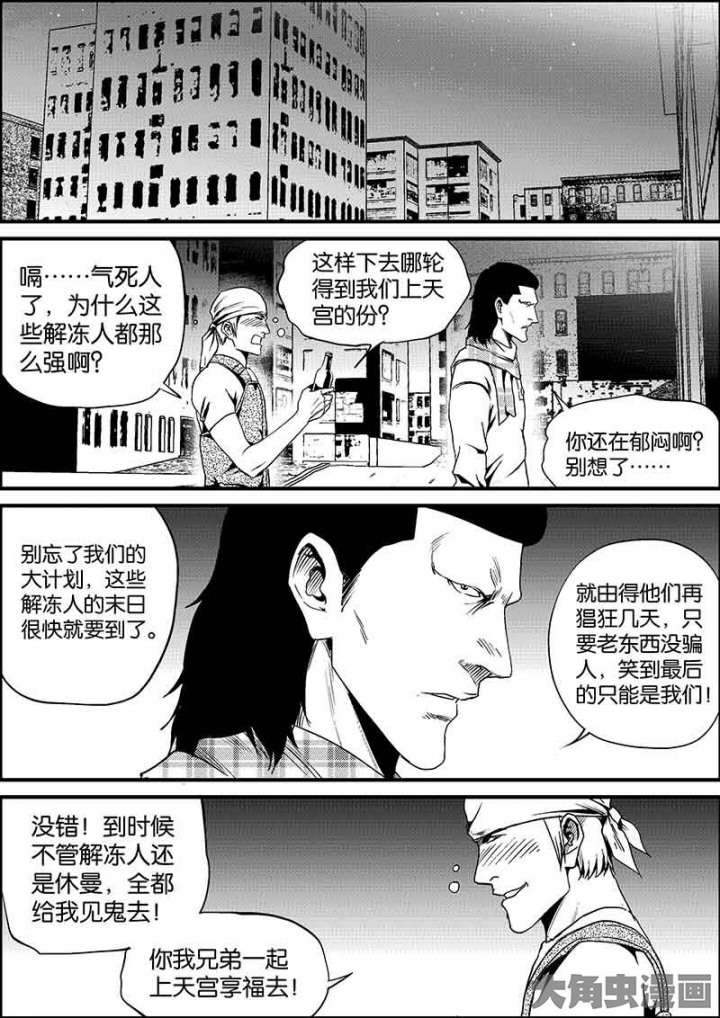 嗝……气死人
了，为什么这
些解冻人都那
么强啊？
这样下去哪轮
得到我们上天
宫的份？
你还在郁闷啊？
别想了……
别忘了我们的
大计划，这些
解冻人的末日
很快就要到了。
就由得他们再
猖狂几天，只
要老东西没骗
人，笑到最后
的只能是我们！
没错！到时候
不管解冻人还
是休曼，全都
给我见鬼去！
你我兄弟一起
上天宫享福去！
大角虫漫画